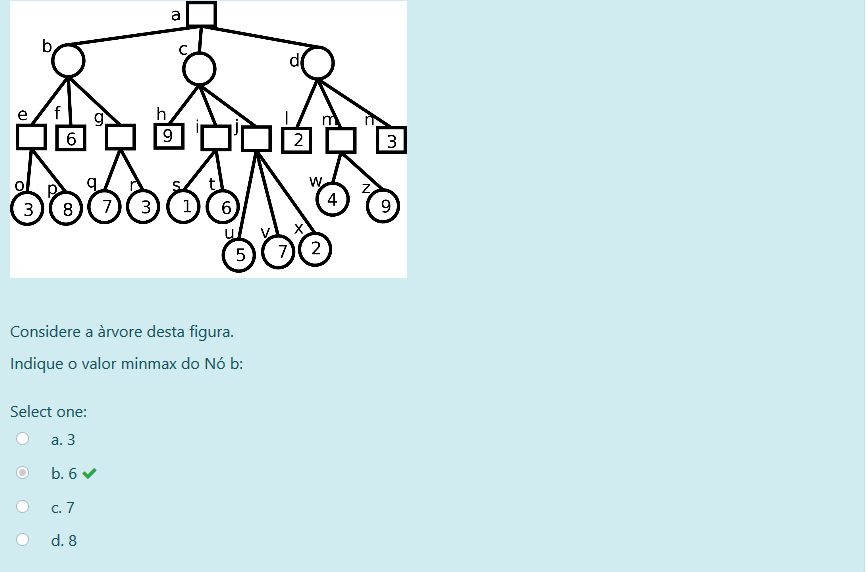 a
b c d
e f g h i j l m n
6 9 2 3
o p q r s t w z
3 8 7 3 1 6 4 9
u v x
5 7 2
Considere a àrvore desta figura.
Indique o valor minmax do Nó b:
Select one:
a. 3
b. 6
c. 7
d. 8